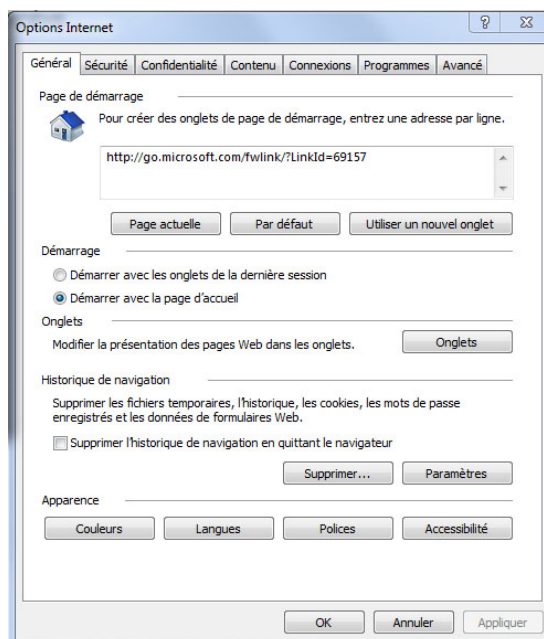 Options Internet
Général Sécurité Confidentialité Contenu Connexions Programmes Avancé
Page de démarrage
Pour créer des onglets de page de démarrage, entrez une adresse par ligne.
http://go.microsoft.com/fwlink/?LinkId=69157
Page actuelle Par défaut Utiliser un nouvel onglet
Démarrage
Démarrer avec les onglets de la dernière session
Démarrer avec la page d'accueil
Onglets
Modifier la présentation des pages Web dans les onglets. Onglets
Historique de navigation
Supprimer les fichiers temporaires, l'historique, les cookies, les mots de passe
enregistrés et les données de formulaires Web.
Supprimer l'historique de navigation en quittant le navigateur
Supprimer... Paramètres
Apparence
Couleurs Langues Polices Accessibilité
OK Annuler Appliquer